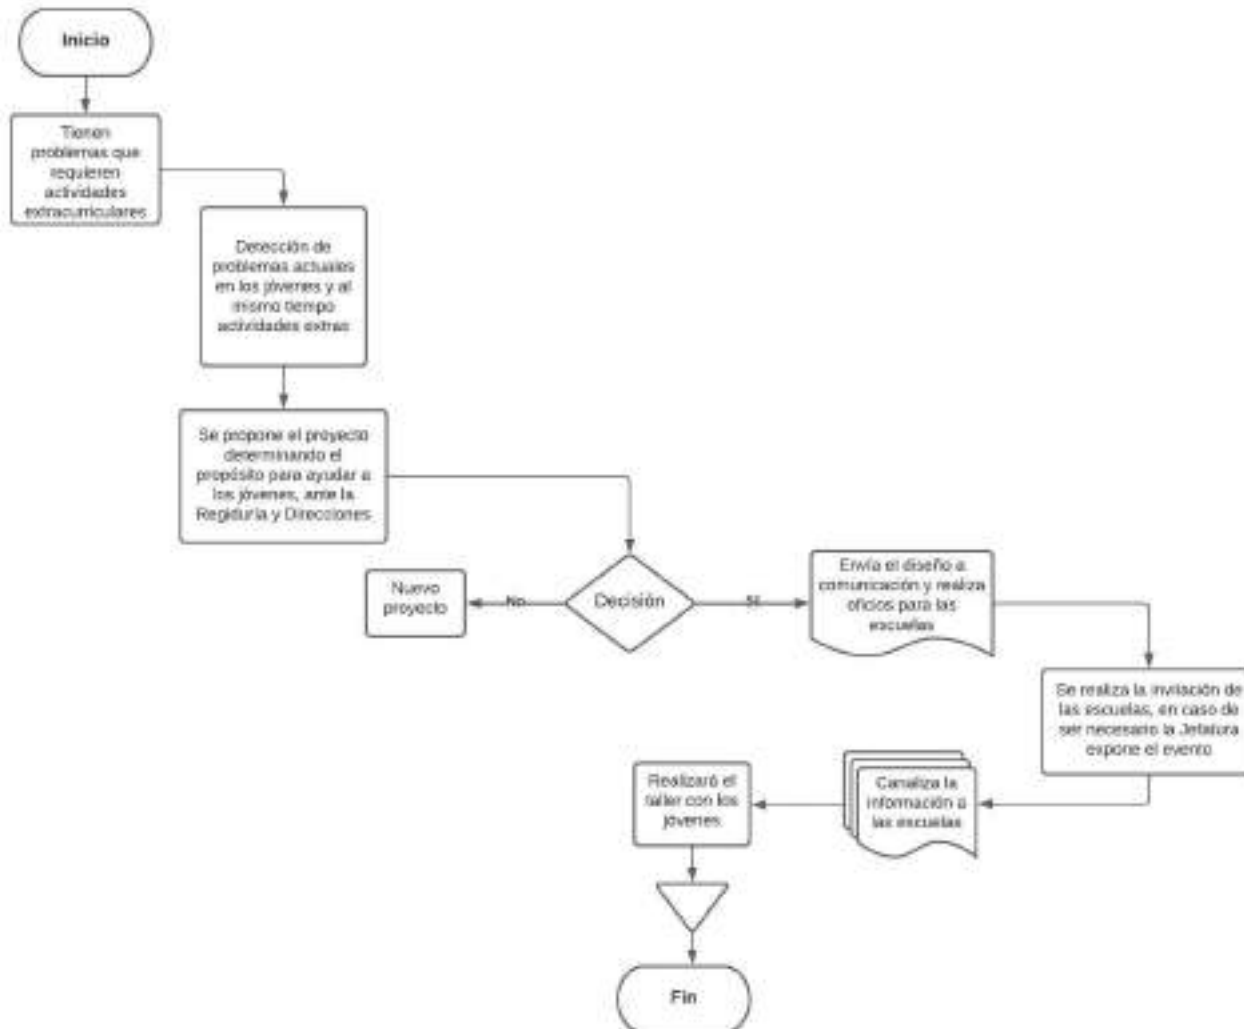 Inicio
Tienen
problemas que
requieren
actividades
extracurriculares
Detección de
problemas actuales
en los jóvenes y al
mismo tiempo
actividades extras
Se propone el proyecto
determinando el
propósito para ayudar a
los jóvenes, ante la
Regiduría y Direcciones
Nuevo
proyecto
No
Decisión
SI
Envía el diseño a
comunicación y realiza
oficios para las
escuelas
Se realiza la invitación de
las escuelas, en caso de
ser necesario la Jefatura
expone el evento
Canaliza la
información a
las escuelas
Realizará el
taller con los
jóvenes
Fin